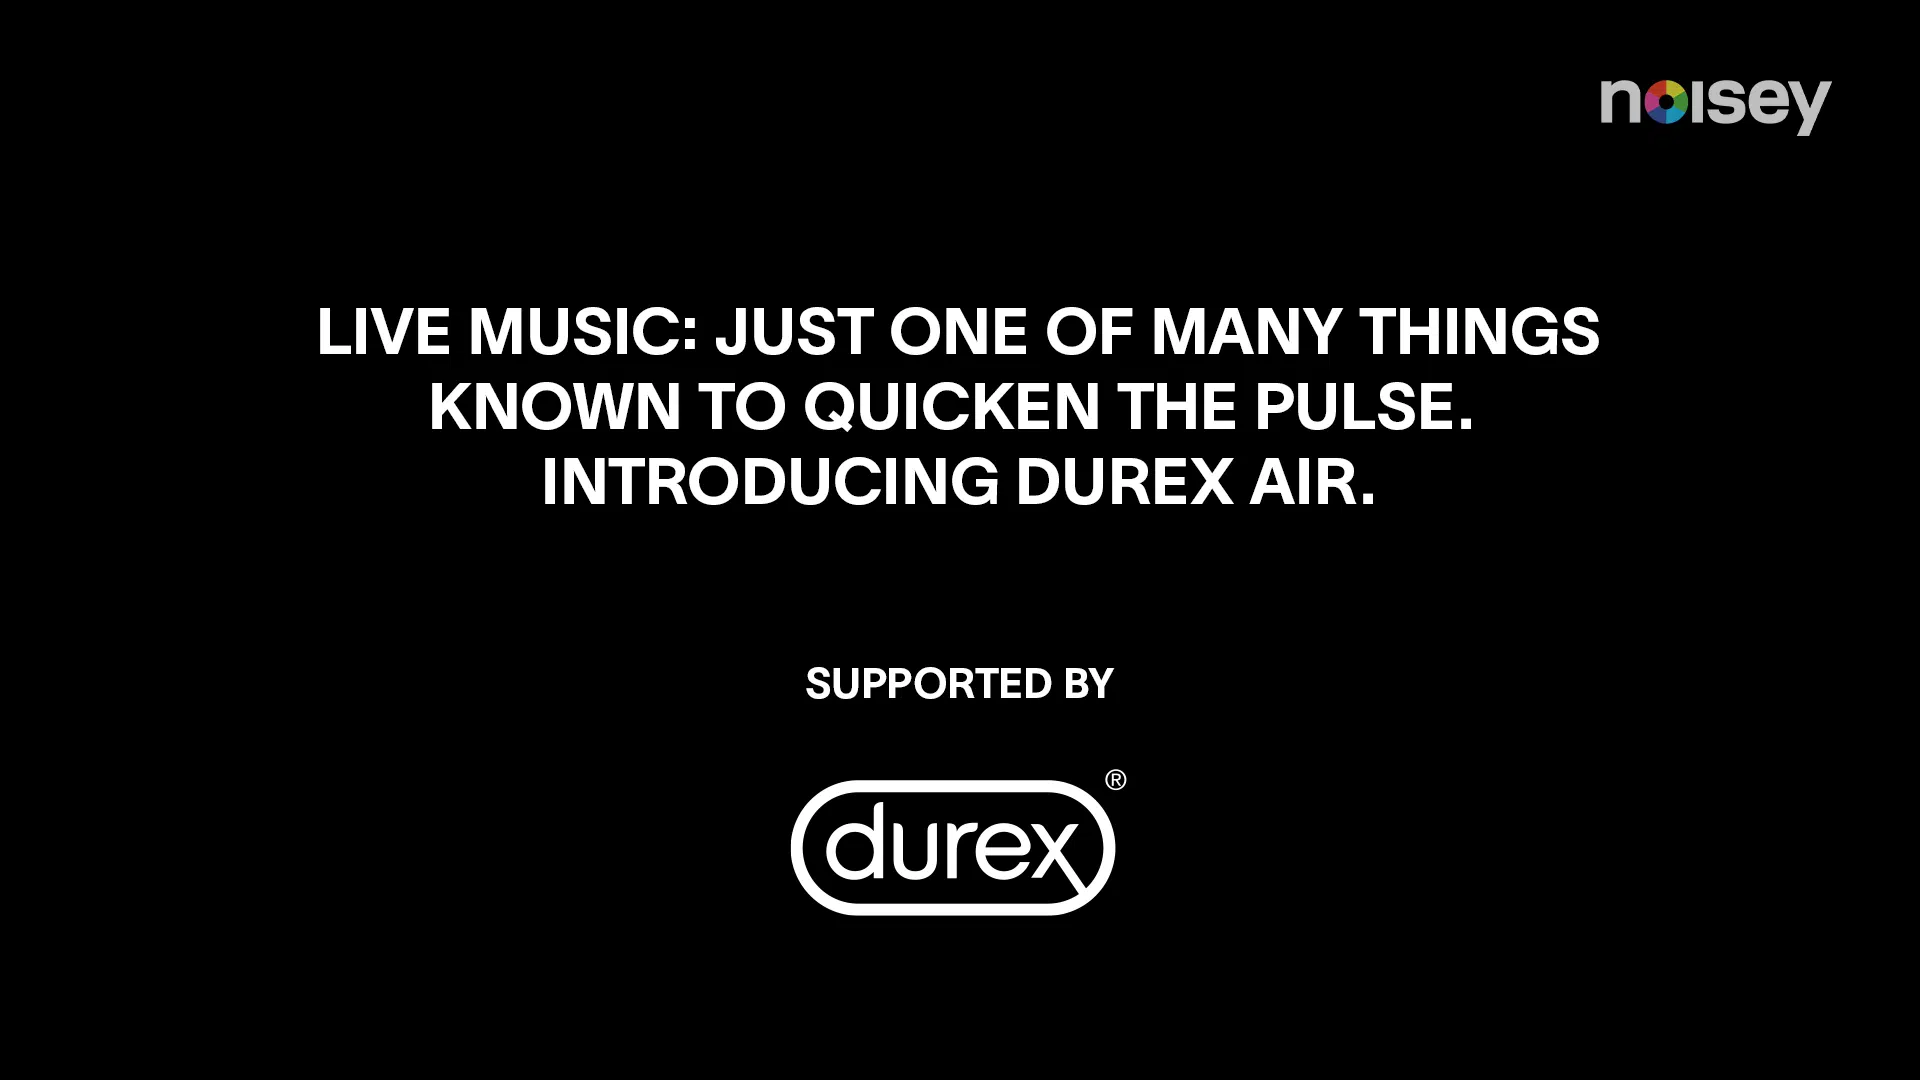 noisey
LIVE MUSIC: JUST ONE OF MANY THINGS
KNOWN TO QUICKEN THE PULSE.
INTRODUCING DUREX AIR.
SUPPORTED BY
durex®